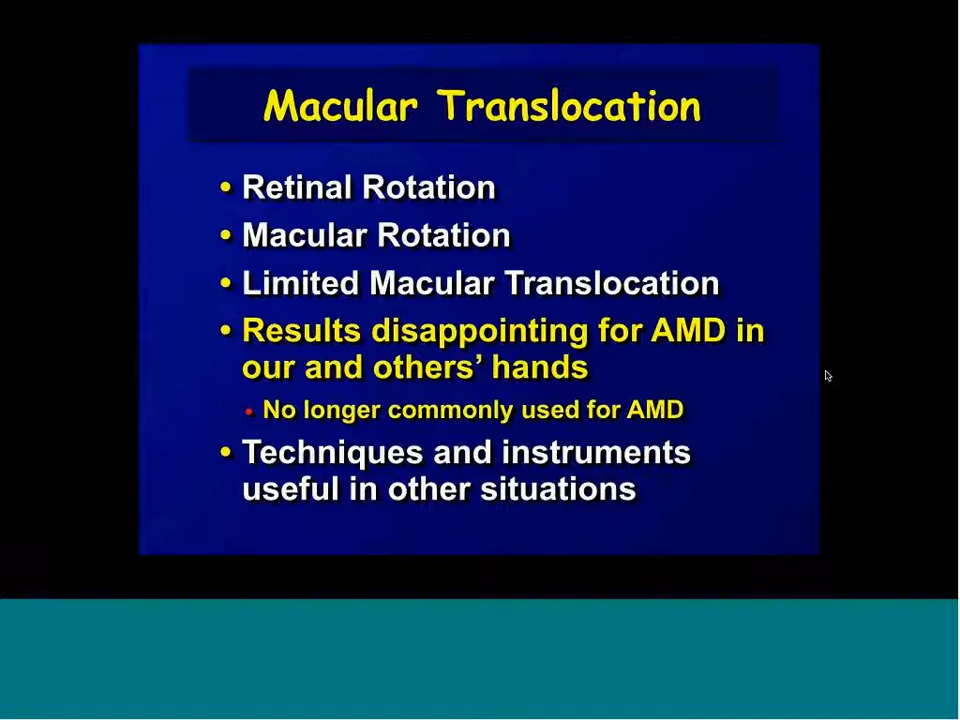 Macular Translocation
• Retinal Rotation
• Macular Rotation
• Limited Macular Translocation
• Results disappointing for AMD in
our and others' hands
• No longer commonly used for AMD
• Techniques and instruments
useful in other situations